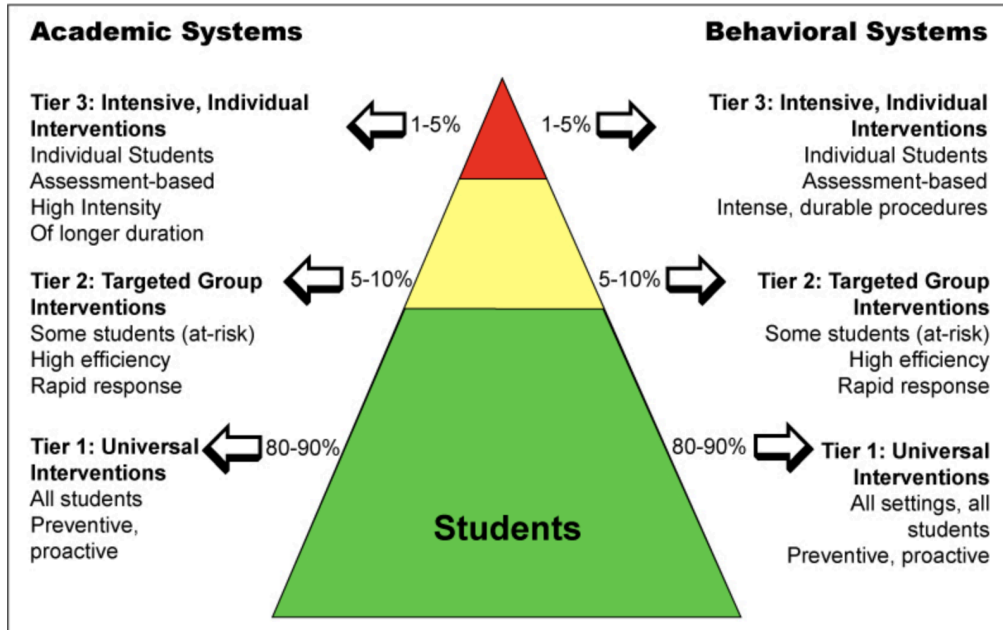 Academic Systems
Tier 3: Intensive, Individual
Interventions
Individual Students
Assessment-based
High Intensity
Of longer duration
1-5%
Tier 2: Targeted Group
Interventions
Some students (at-risk)
High efficiency
Rapid response
5-10%
Tier 1: Universal
Interventions
All students
Preventive,
proactive
80-90%
Students
Behavioral Systems
1-5%
Tier 3: Intensive, Individual
Interventions
Individual Students
Assessment-based
Intense, durable procedures
5-10%
Tier 2: Targeted Group
Interventions
Some students (at-risk)
High efficiency
Rapid response
80-90%
Tier 1: Universal
Interventions
All settings, all
students
Preventive, proactive